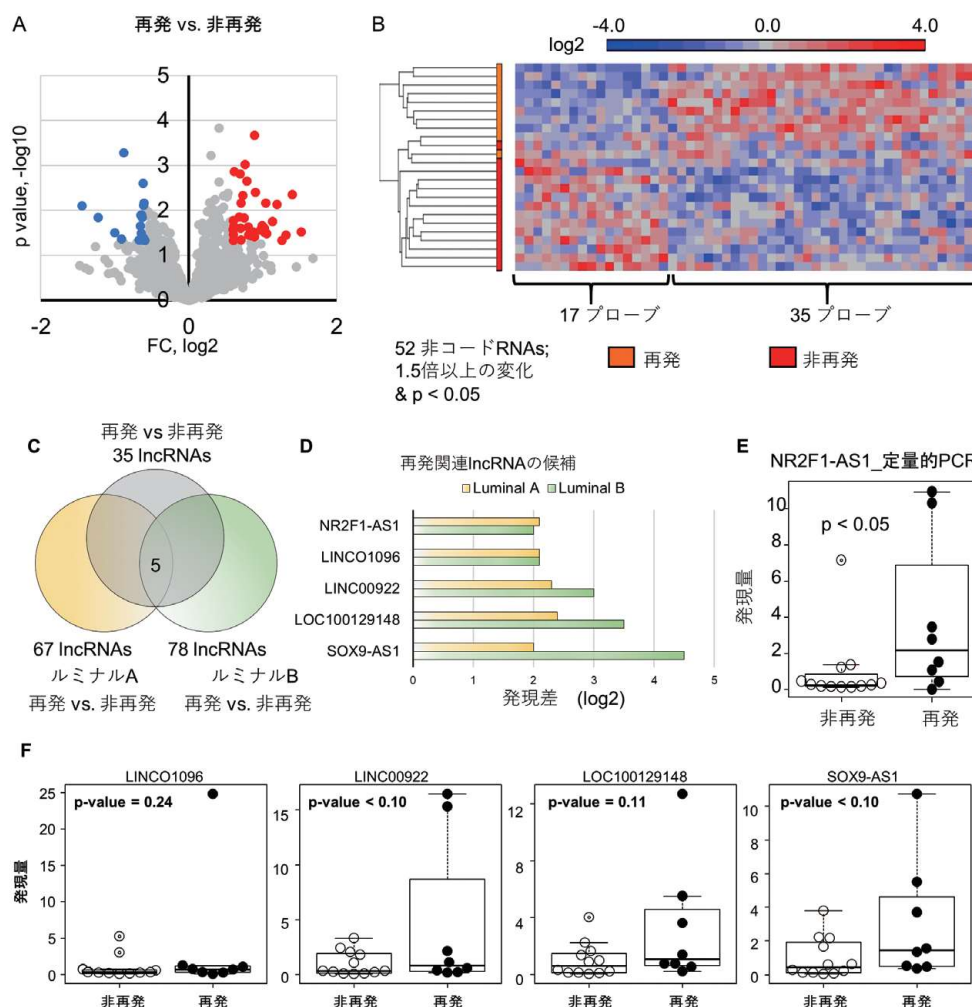 A
再発 vs. 非再発
p value, -log10
5
4
3
2
1
0
-2
0
2
FC, log2
B
log2
-4.0
0.0
4.0
17 プローブ
35 プローブ
52 非コードRNAs;
1.5倍以上の変化
& p < 0.05
再発
非再発
C
再発 vs 非再発
35 lncRNAs
5
67 lncRNAs
78 lncRNAs
ルミナルA
ルミナルB
再発 vs. 非再発
再発 vs. 非再発
D
再発関連lncRNAの候補
Luminal A
Luminal B
NR2F1-AS1
LINCO1096
LINC00922
LOC100129148
SOX9-AS1
0
1
2
3
4
5
発現差 (log2)
E
NR2F1-AS1_定量的PCR
p < 0.05
発現量
10
8
6
4
2
0
非再発
再発
F
発現量
LINCO1096
p-value = 0.24
25
20
15
10
5
0
非再発
再発
LINC00922
p-value < 0.10
15
10
5
0
非再発
再発
LOC100129148
p-value = 0.11
12
8
4
0
非再発
再発
SOX9-AS1
p-value < 0.10
10
8
6
4
2
0
非再発
再発